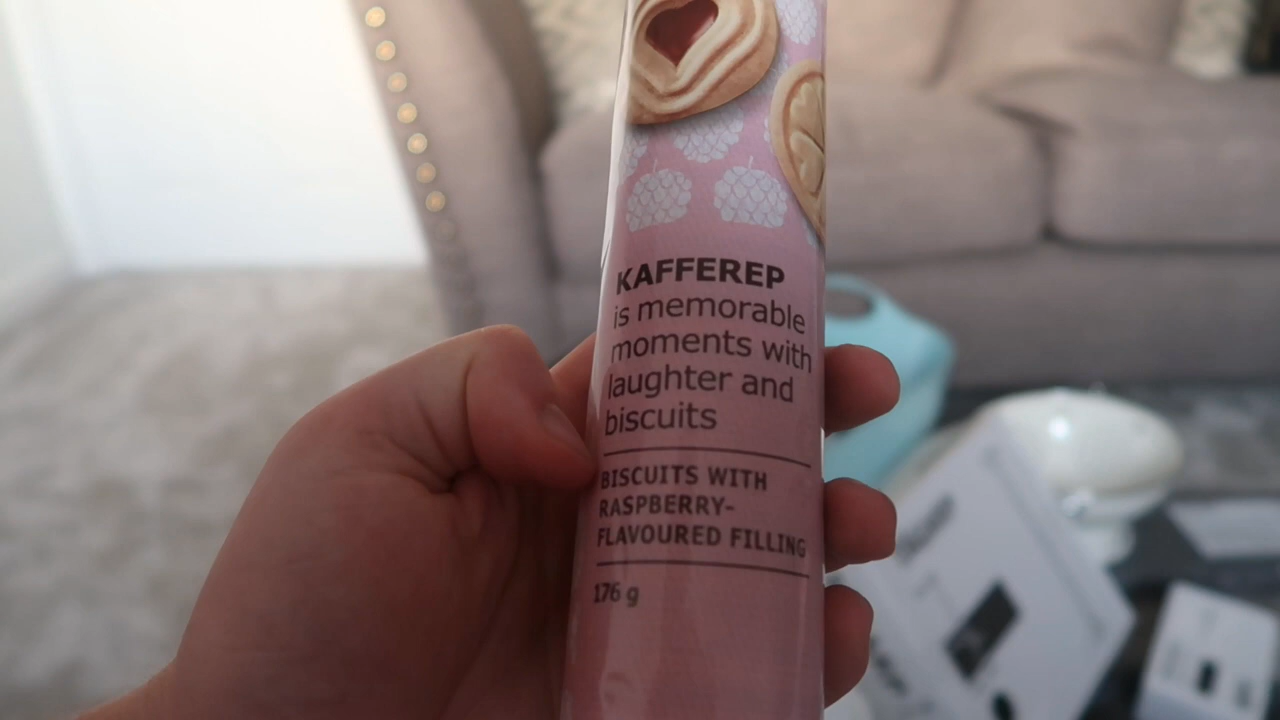 KAFFEREP
is memorable
moments with
laughter and
biscuits
BISCUITS WITH
RASPBERRY-
FLAVOURED FILLING
176 g